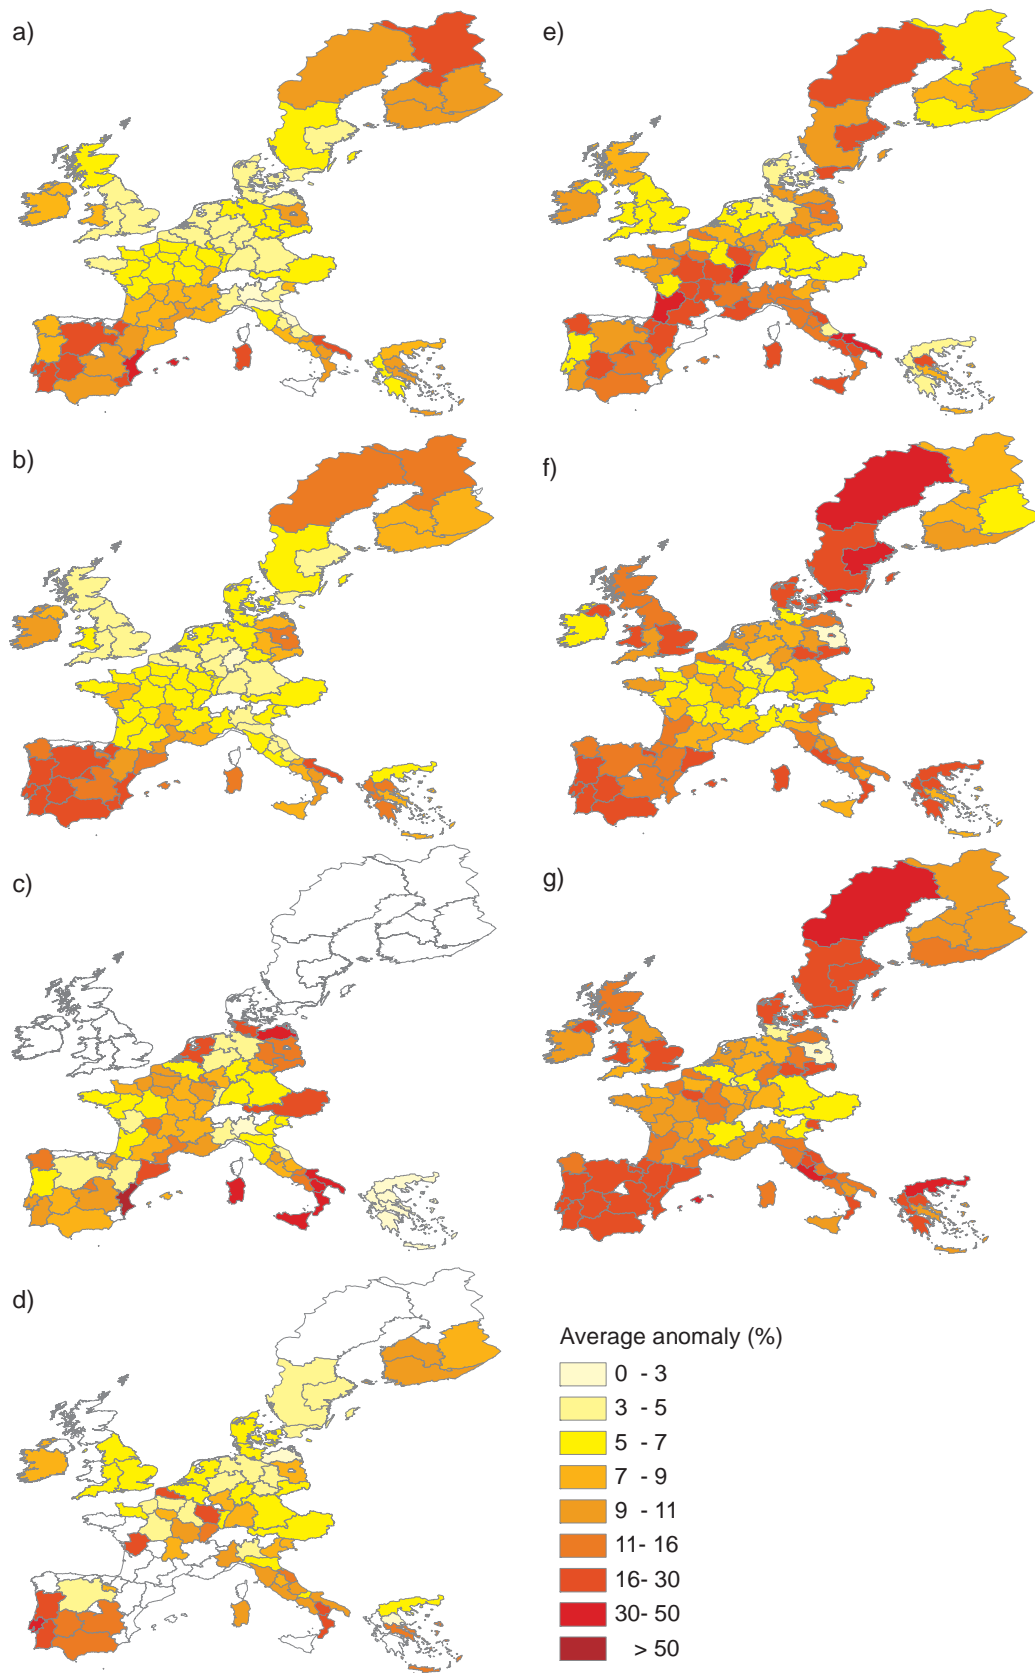 a)
e)
b)
f)
c)
g)
d)
Average anomaly (%)
0 - 3
3 - 5
5 - 7
7 - 9
9 - 11
11- 16
16- 30
30- 50
> 50